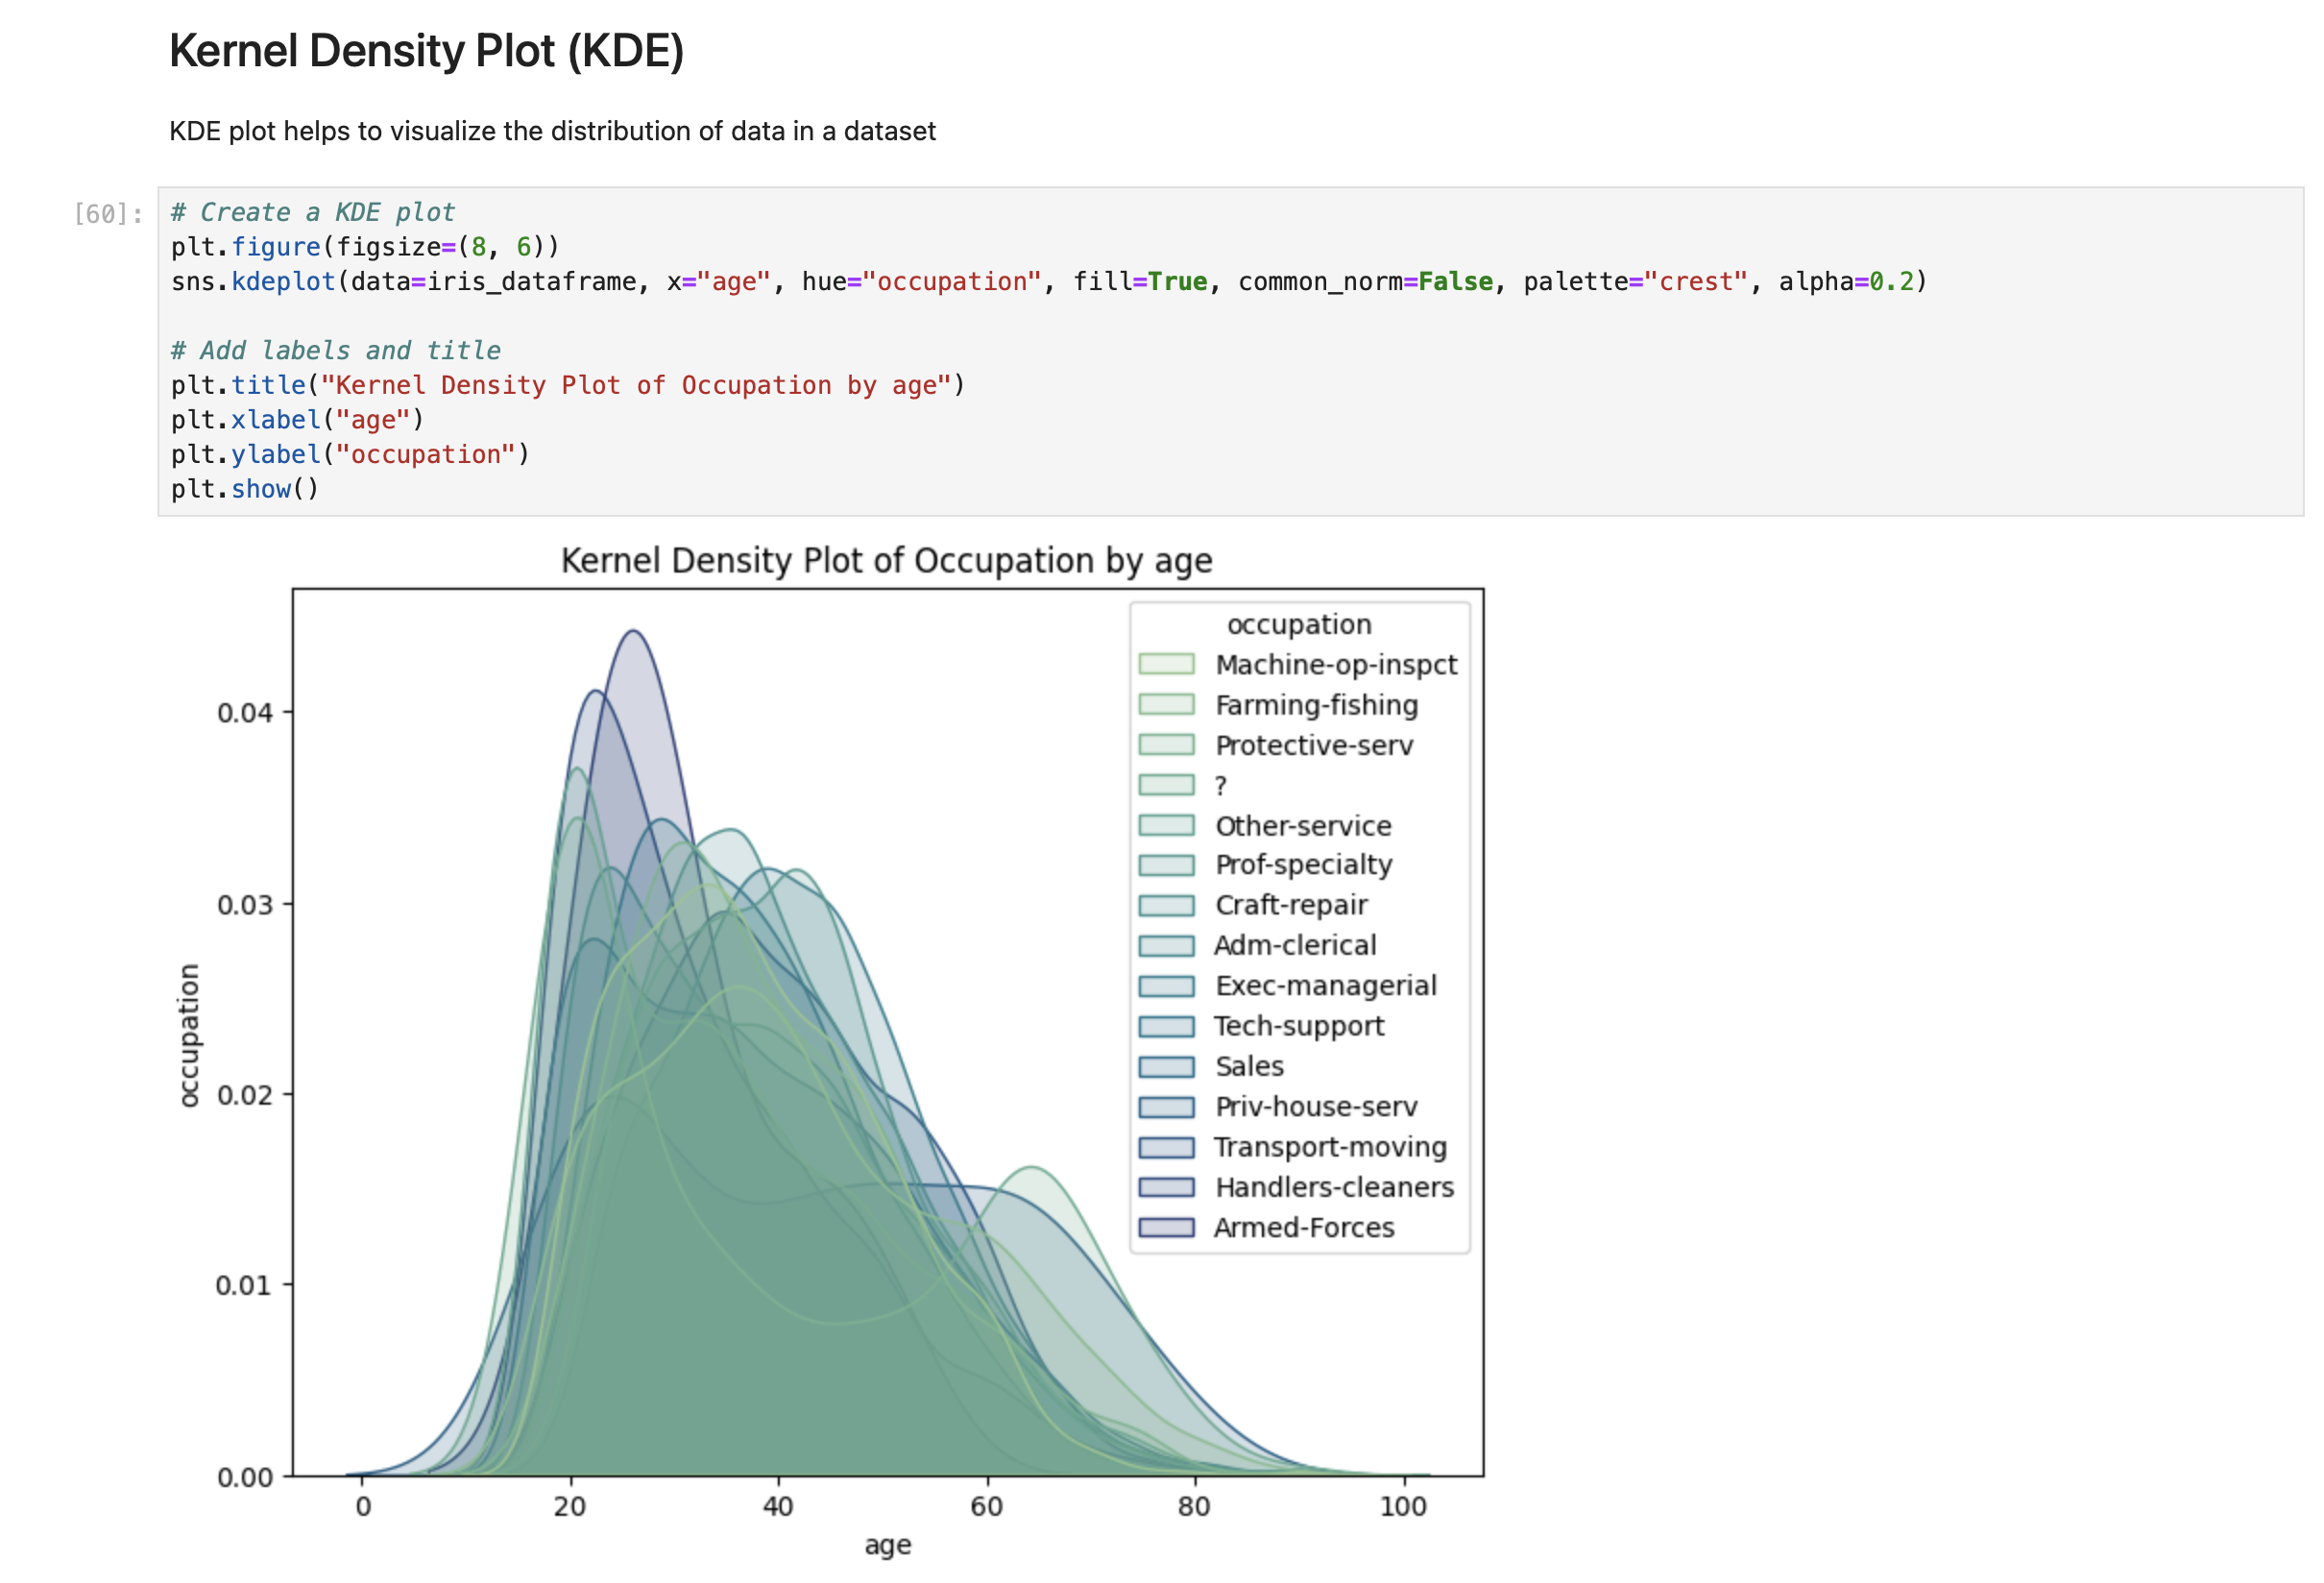 Kernel Density Plot (KDE)
KDE plot helps to visualize the distribution of data in a dataset
[60]:
# Create a KDE plot
plt.figure(figsize=(8, 6))
sns.kdeplot(data=iris_dataframe, x="age", hue="occupation", fill=True, common_norm=False, palette="crest", alpha=0.2)
# Add labels and title
plt.title("Kernel Density Plot of Occupation by age")
plt.xlabel("age")
plt.ylabel("occupation")
plt.show()
Kernel Density Plot of Occupation by age
occupation
Machine-op-inspct
Farming-fishing
Protective-serv
?
Other-service
Prof-specialty
Craft-repair
Adm-clerical
Exec-managerial
Tech-support
Sales
Priv-house-serv
Transport-moving
Handlers-cleaners
Armed-Forces
occupation
0.04
0.03
0.02
0.01
0.00
0
20
40
60
80
100
age